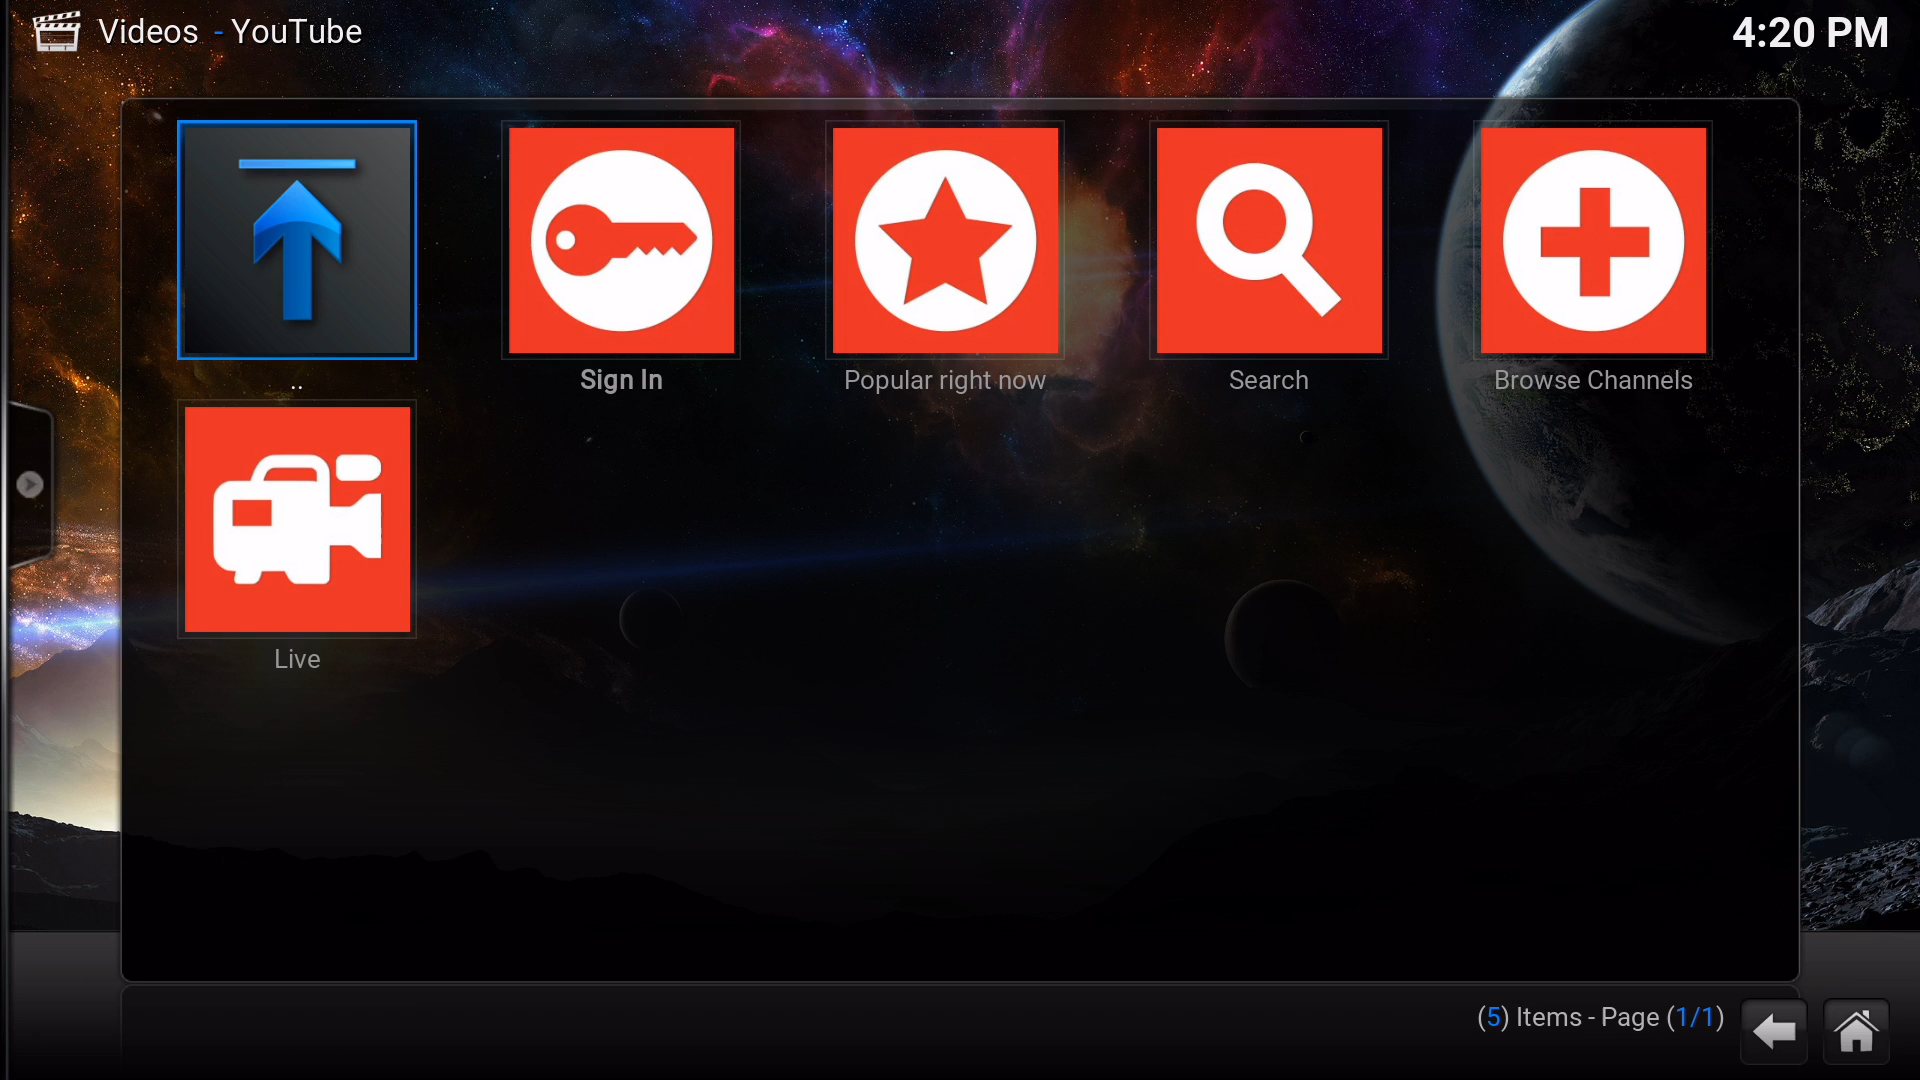 Videos - YouTube
4:20 PM
..
Sign In
Popular right now
Search
Browse Channels
Live
(5) Items - Page (1/1)